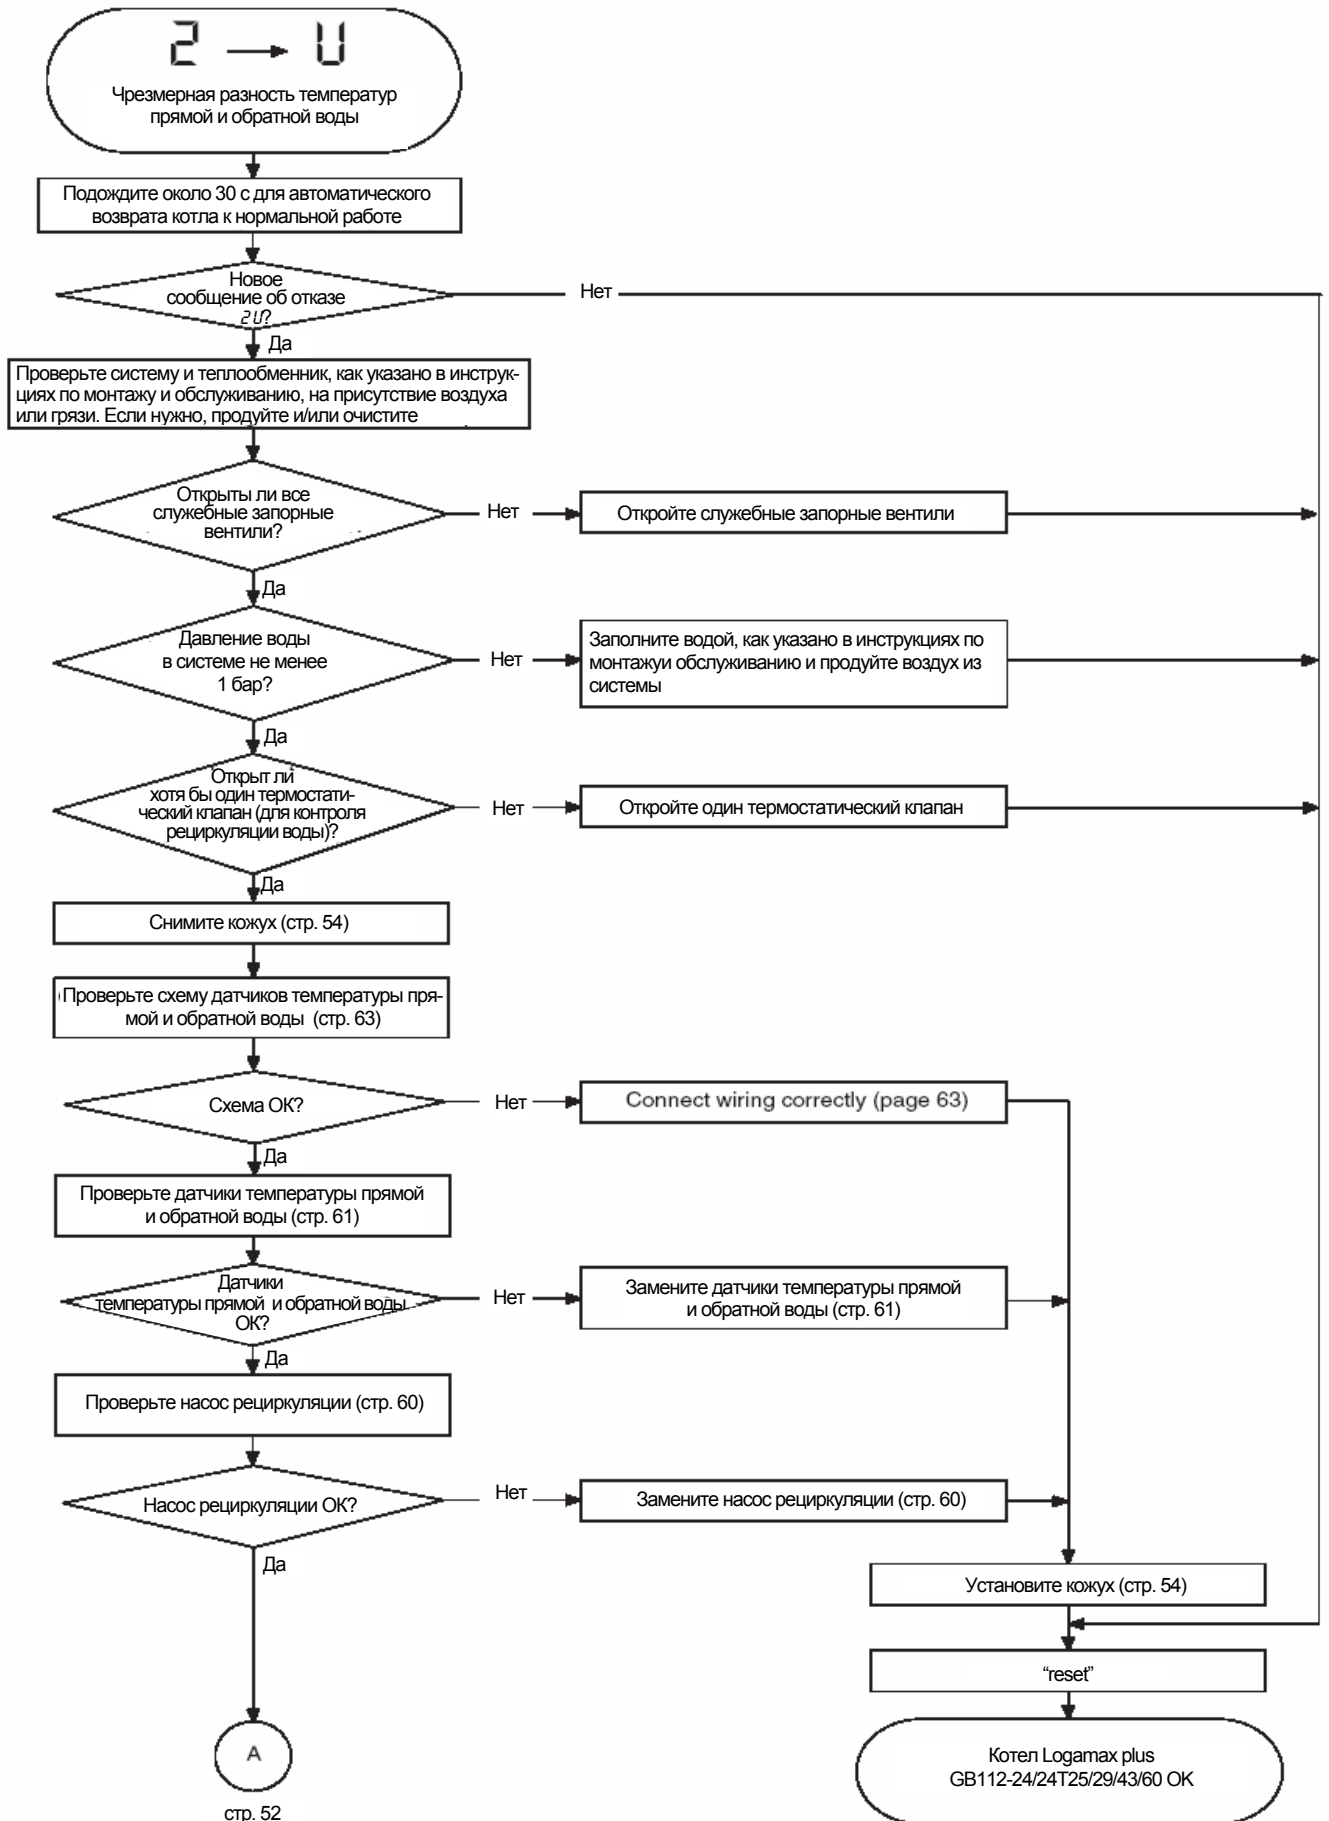 2 → U
Чрезмерная разность температур
прямой и обратной воды
Подождите около 30 с для автоматического
возврата котла к нормальной работе
Новое
сообщение об отказе
2U?
Нет
Да
Проверьте систему и теплообменник, как указано в инструк-
циях по монтажу и обслуживанию, на присутствие воздуха
или грязи. Если нужно, продуйте и/или очистите
Открыты ли все
служебные запорные
вентили?
Нет
Откройте служебные запорные вентили
Да
Давление воды
в системе не менее
1 бар?
Нет
Заполните водой, как указано в инструкциях по
монтажуи обслуживанию и продуйте воздух из
системы
Да
Открыт ли
хотя бы один термостати-
ческий клапан (для контроля
рециркуляции воды)?
Нет
Откройте один термостатический клапан
Да
Снимите кожух (стр. 54)
Проверьте схему датчиков температуры пря-
мой и обратной воды (стр. 63)
Схема ОК?
Нет
Connect wiring correctly (page 63)
Да
Проверьте датчики температуры прямой
и обратной воды (стр. 61)
Датчики
температуры прямой и обратной воды
ОК?
Нет
Замените датчики температуры прямой
и обратной воды (стр. 61)
Да
Проверьте насос рециркуляции (стр. 60)
Насос рециркуляции ОК?
Нет
Замените насос рециркуляции (стр. 60)
Да
Установите кожух (стр. 54)
“reset”
A
стр. 52
Котел Logamax plus
GB112-24/24T25/29/43/60 OK